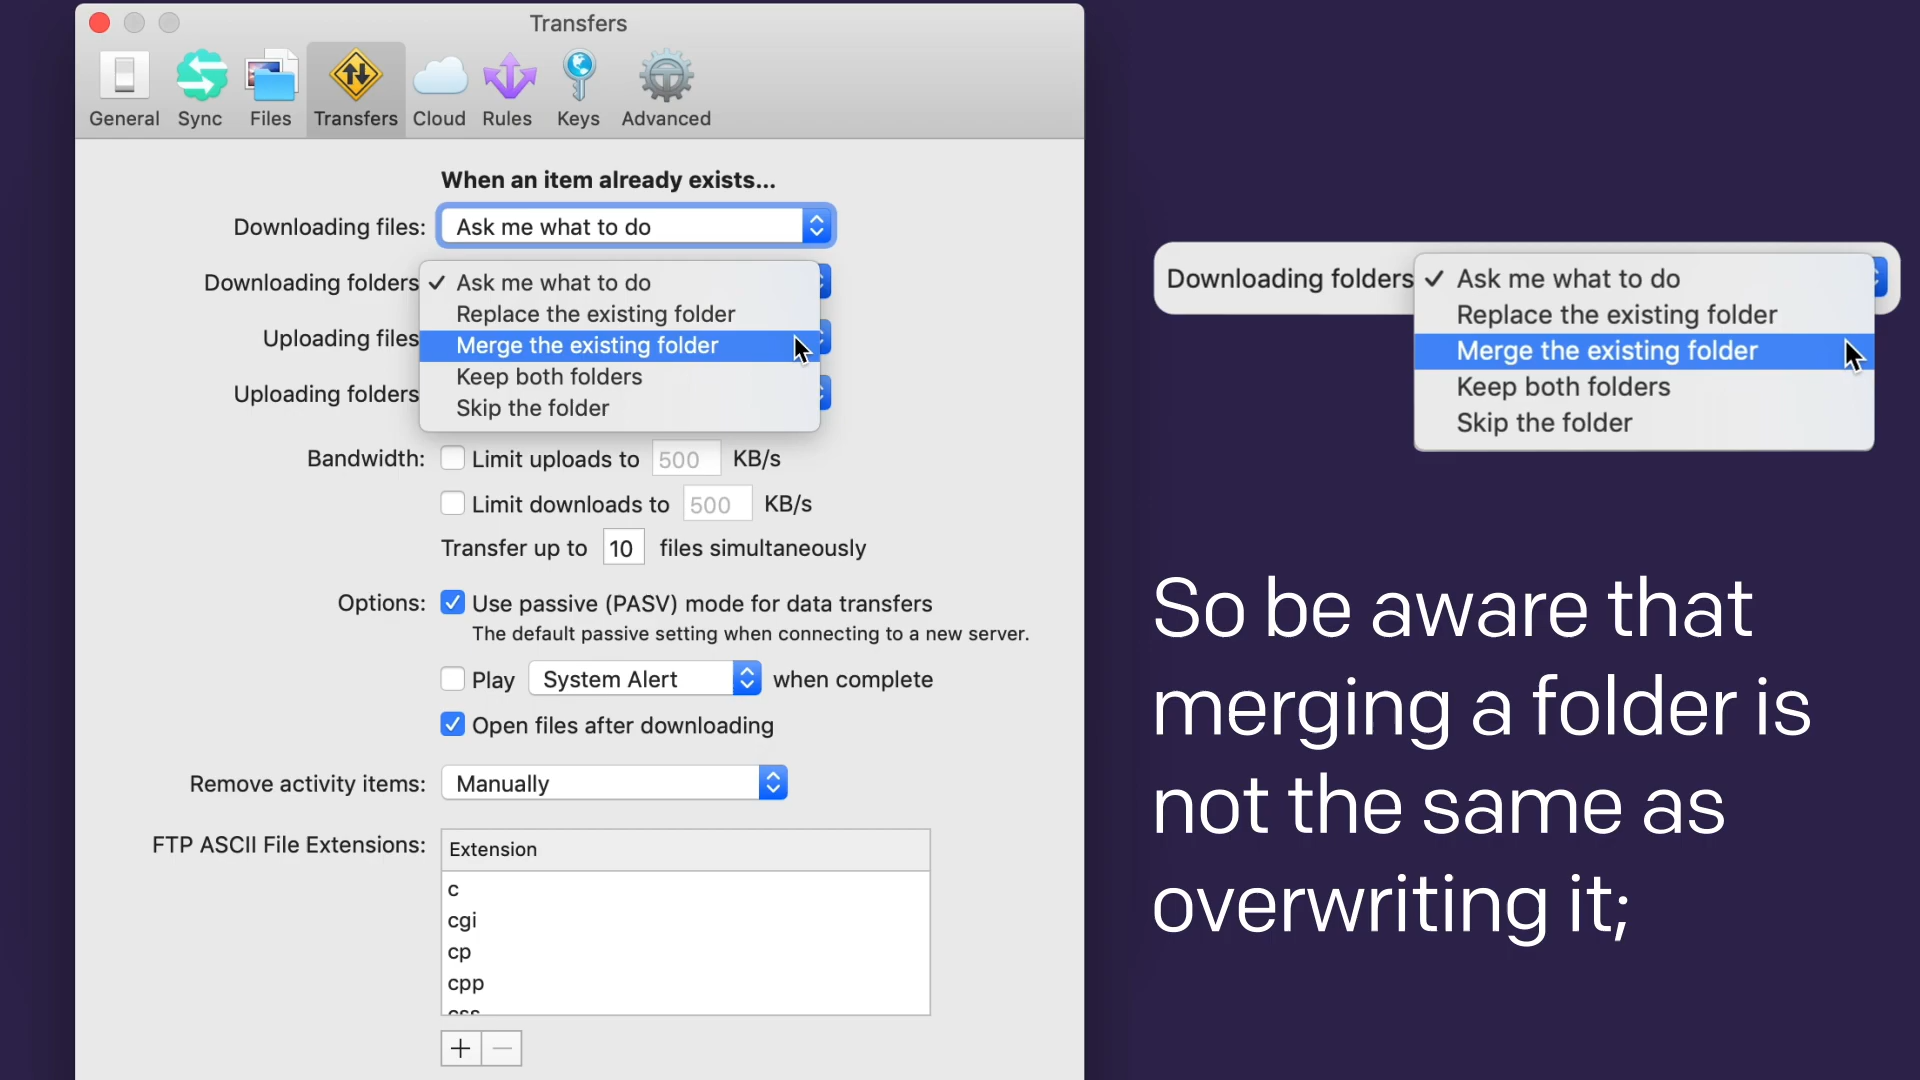 Transfers
General Sync Files Transfers Cloud Rules Keys Advanced
When an item already exists...
Downloading files: Ask me what to do
Downloading folders ✓ Ask me what to do
Replace the existing folder
Uploading files Merge the existing folder
Keep both folders
Uploading folders
Skip the folder
Bandwidth: Limit uploads to 500 KB/s
Limit downloads to 500 KB/s
Transfer up to 10 files simultaneously
Options: Use passive (PASV) mode for data transfers
The default passive setting when connecting to a new server.
Play System Alert when complete
Open files after downloading
Remove activity items: Manually
FTP ASCII File Extensions: Extension
c
cgi
cp
cpp
css
Downloading folders ✓ Ask me what to do
Replace the existing folder
Merge the existing folder
Keep both folders
Skip the folder
So be aware that
merging a folder is
not the same as
overwriting it;